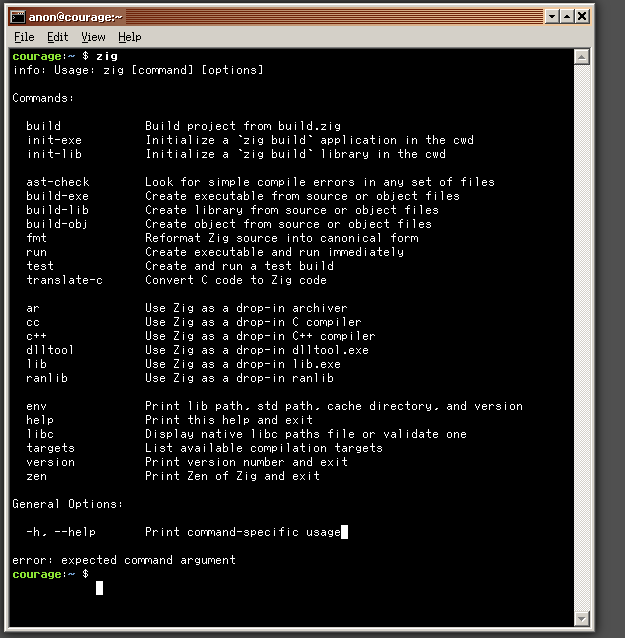 anon@courage:~
File Edit View Help
courage:~ $ zig
info: Usage: zig [command] [options]
Commands:
build Build project from build.zig
init-exe Initialize a `zig build` application in the cwd
init-lib Initialize a `zig build` library in the cwd
ast-check Look for simple compile errors in any set of files
build-exe Create executable from source or object files
build-lib Create library from source or object files
build-obj Create object from source or object files
fmt Reformat Zig source into canonical form
run Create executable and run immediately
test Create and run a test build
translate-c Convert C code to Zig code
ar Use Zig as a drop-in archiver
cc Use Zig as a drop-in C compiler
c++ Use Zig as a drop-in C++ compiler
dlltool Use Zig as a drop-in dlltool.exe
lib Use Zig as a drop-in lib.exe
ranlib Use Zig as a drop-in ranlib
env Print lib path, std path, cache directory, and version
help Print this help and exit
libc Display native libc paths file or validate one
targets List available compilation targets
version Print version number and exit
zen Print Zen of Zig and exit
General Options:
-h, --help Print command-specific usage
error: expected command argument
courage:~ $